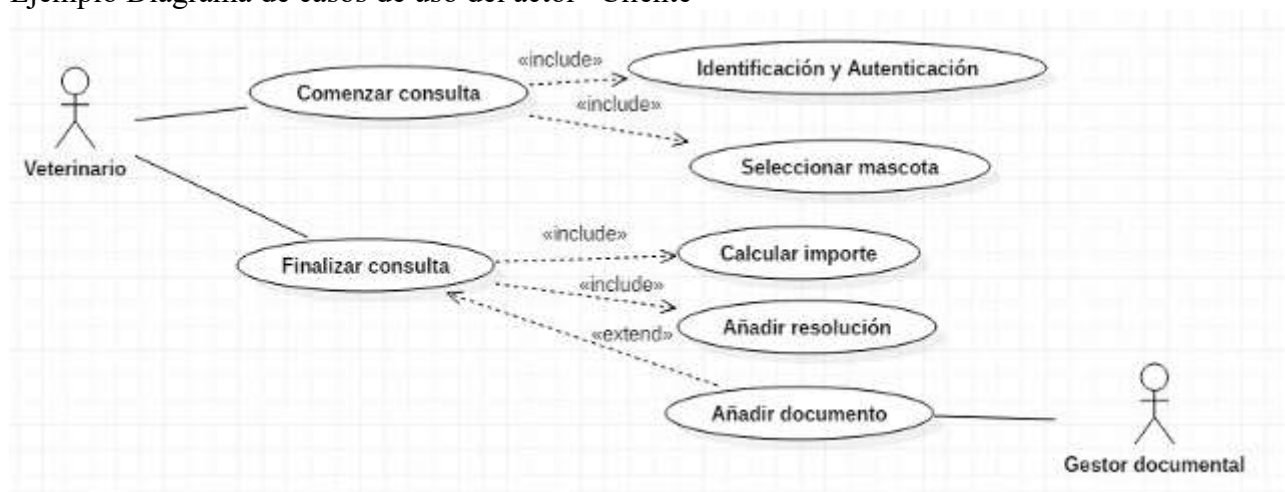 Ejemplo Diagrama de casos de uso del actor "Cliente"
«include»
Identificación y Autenticación
Comenzar consulta
«include»
Veterinario
Seleccionar mascota
«include»
Calcular importe
Finalizar consulta
«include»
Añadir resolución
«extend»
Añadir documento
Gestor documental